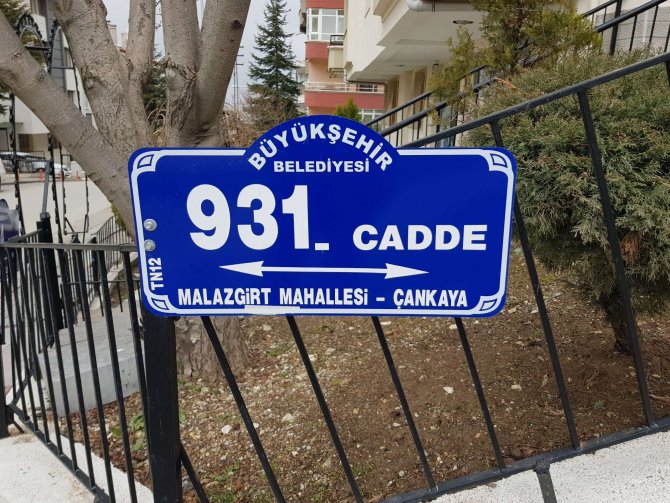 BÜYÜKŞEHİR
BELEDİYESİ
931. CADDE
MALAZGİRT MAHALLESİ - ÇANKAYA
TN12